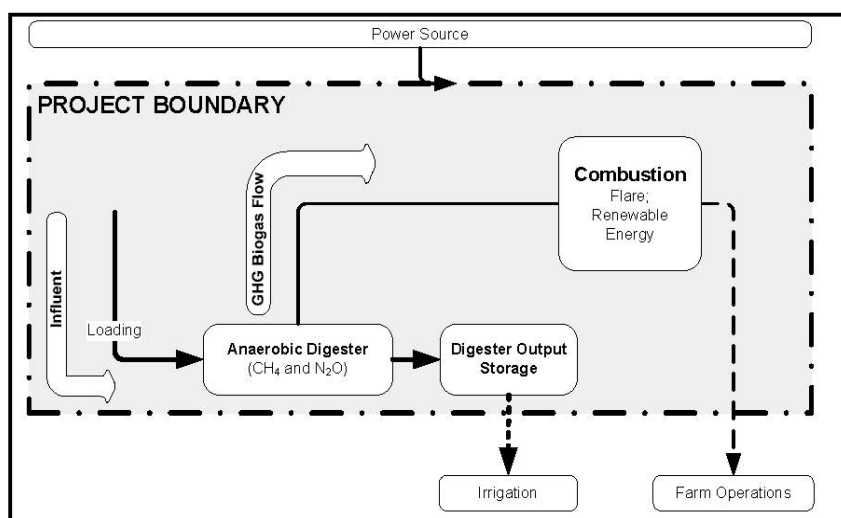 Power Source
PROJECT BOUNDARY
GHG Biogas Flow
Combustion
Flare;
Renewable
Energy
Influent
Loading
Anaerobic Digester
(CH₄ and N₂O)
Digester Output
Storage
Irrigation
Farm Operations